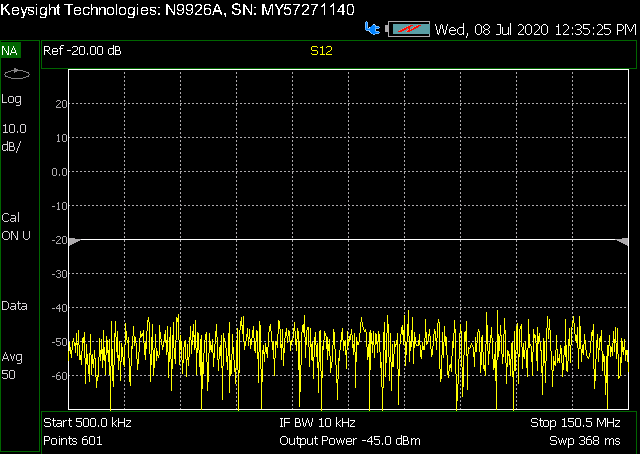 Keysight Technologies: N9926A, SN: MY57271140
Wed, 08 Jul 2020 12:35:25 PM
NA
Ref -20.00 dB
S12
Log
10.0
dB/
Cal
ON U
Data
Avg
50
20
10
0.0
-10
-20
-30
-40
-50
-60
Start 500.0 kHz
IF BW 10 kHz
Stop 150.5 MHz
Points 601
Output Power -45.0 dBm
Swp 368 ms